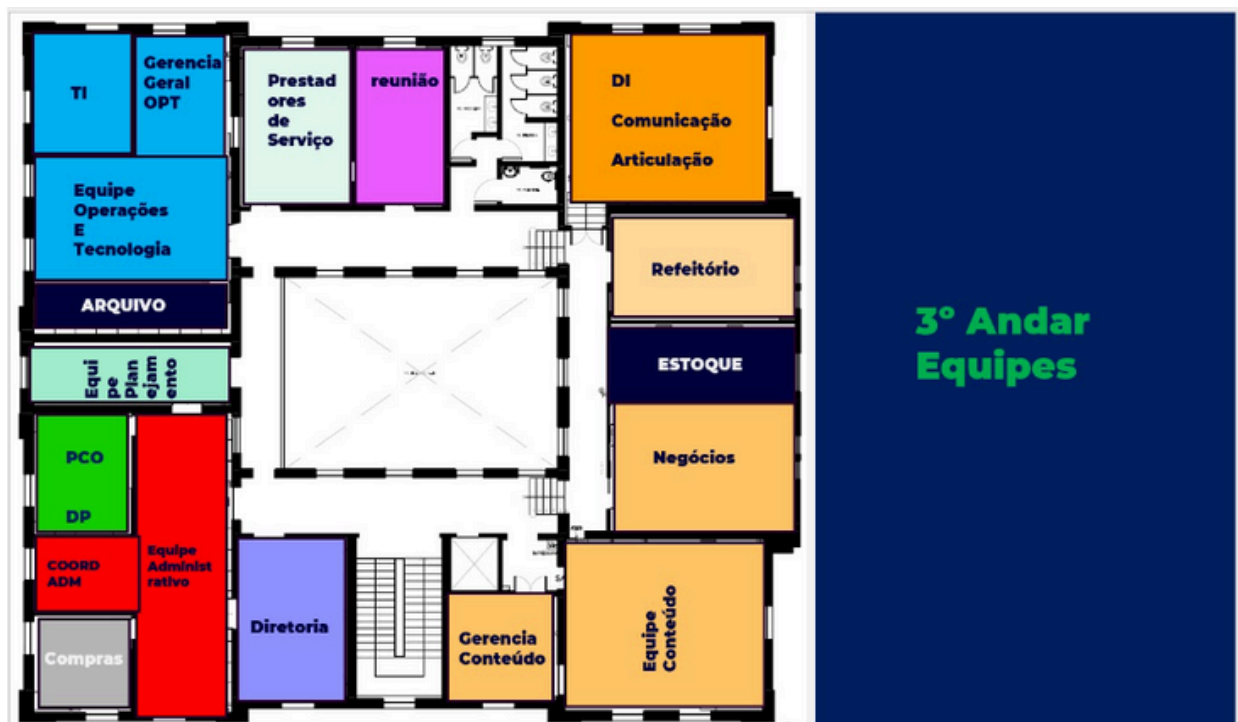 TI
Gerencia
Geral
OPT
Prestad
ores
de
Serviço
reunião
DI
Comunicação
Articulação
Equipe
Operações
E
Tecnologia
Refeitório
ARQUIVO
3º Andar
Equipes
ESTOQUE
Equi
pe
Plan
ejam
ento
PCO
DP
Negócios
COORD
ADM
Equipe
Administ
rativo
Compras
Diretoria
Gerencia
Conteúdo
Equipe
Conteúdo